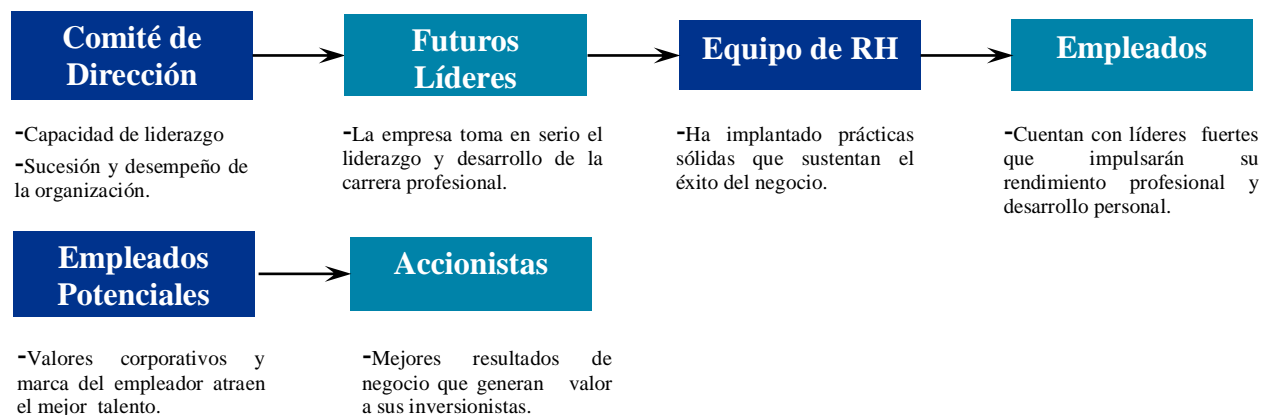 Comité de
Dirección
Futuros
Líderes
Equipo de RH
Empleados
-Capacidad de liderazgo
-Sucesión y desempeño de
la organización.
-La empresa toma en serio el
liderazgo y desarrollo de la
carrera profesional.
-Ha implantado prácticas
sólidas que sustentan el
éxito del negocio.
-Cuentan con líderes fuertes
que impulsarán su
rendimiento profesional y
desarrollo personal.
Empleados
Potenciales
Accionistas
-Valores corporativos y
marca del empleador atraen
el mejor talento.
-Mejores resultados de
negocio que generan valor
a sus inversionistas.